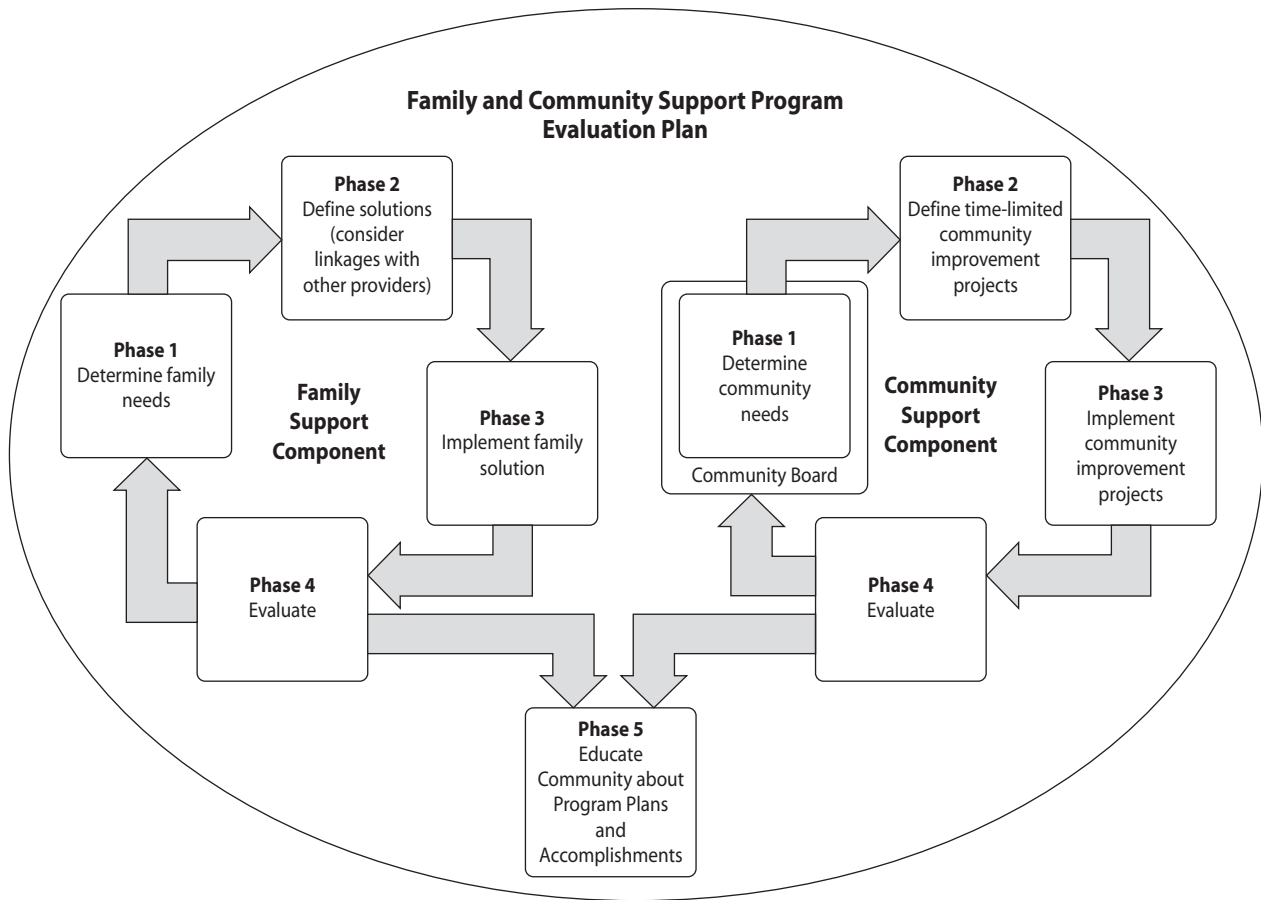 Family and Community Support Program
Evaluation Plan
Phase 1
Determine family
needs
Phase 2
Define solutions
(consider
linkages with
other providers)
Phase 3
Implement family
solution
Family
Support
Component
Phase 4
Evaluate
Phase 1
Determine
community
needs
Community Board
Phase 2
Define time-limited
community
improvement
projects
Phase 3
Implement
community
improvement
projects
Community
Support
Component
Phase 4
Evaluate
Phase 5
Educate
Community about
Program Plans
and
Accomplishments